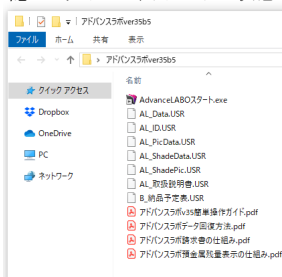 アドバンスラボver35b5
ファイル ホーム 共有 表示
アドバンスラボver35b5
名前
クイック アクセス
Dropbox
OneDrive
PC
ネットワーク
AdvanceLABOスタート.exe
AL_Data.USR
AL_ID.USR
AL_PicData.USR
AL_ShadeData.USR
AL_ShadePic.USR
AL_取扱説明書.USR
B_納品予定表.USR
アドバンスラボv35簡単操作ガイド.pdf
アドバンスラボデータ回復方法.pdf
アドバンスラボ請求書の仕組み.pdf
アドバンスラボ預金属残量表示の仕組み.pdf